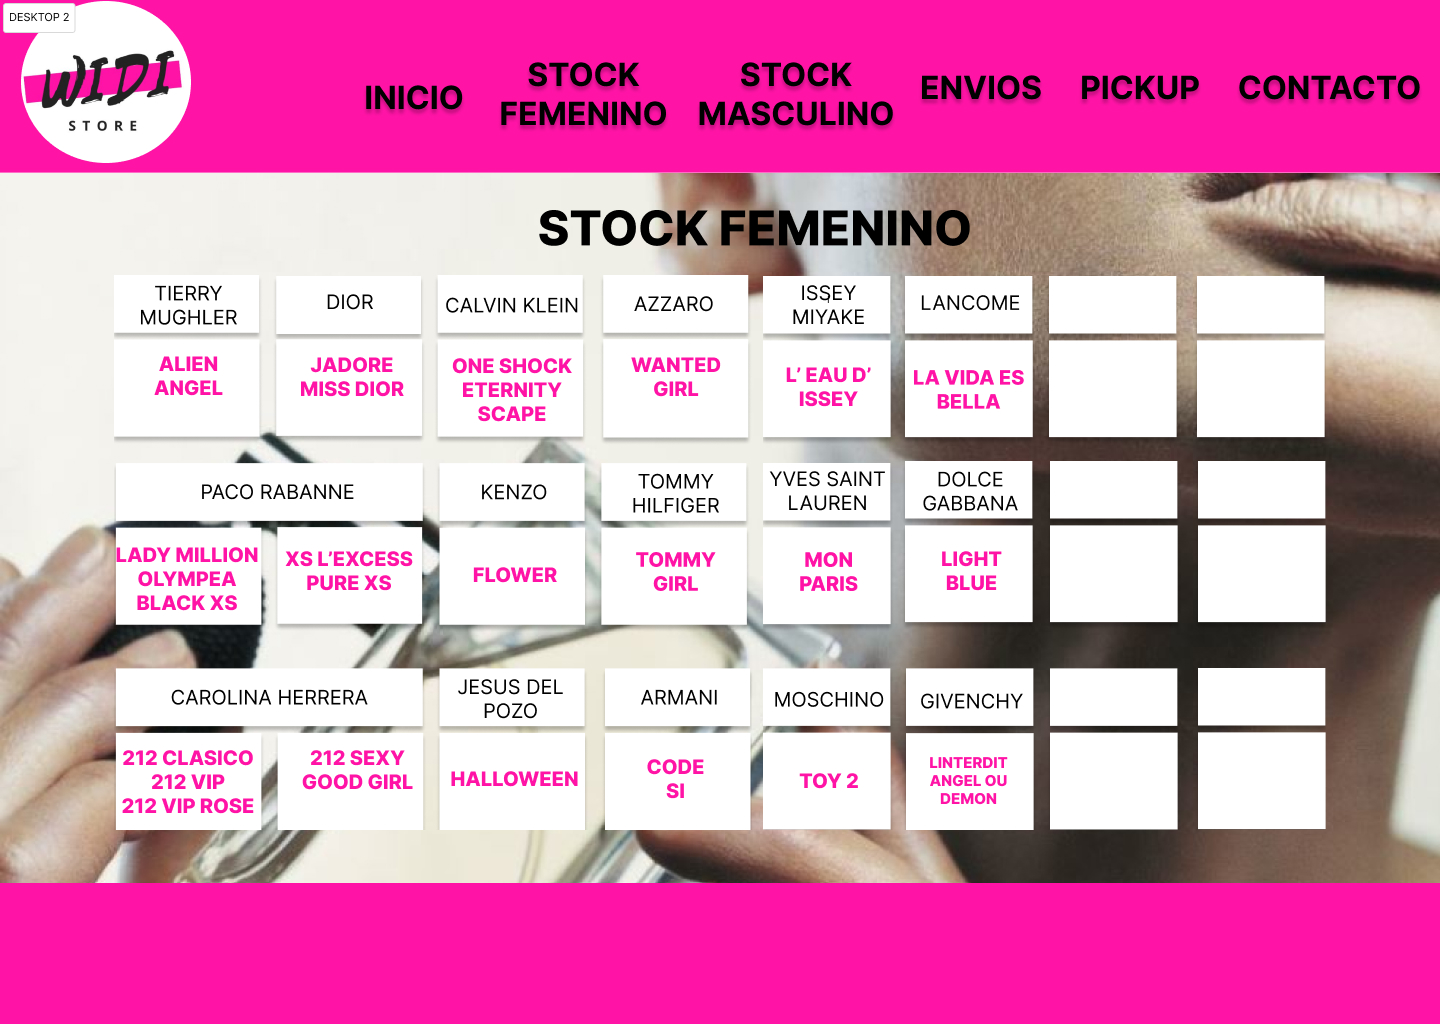 DESKTOP 2
WIDI
STORE
INICIO
STOCK
FEMENINO
STOCK
MASCULINO
ENVIOS
PICKUP
CONTACTO
STOCK FEMENINO
TIERRY
MUGHLER
DIOR
CALVIN KLEIN
AZZARO
ISSEY
MIYAKE
LANCOME
ALIEN
ANGEL
JADORE
MISS DIOR
ONE SHOCK
ETERNITY
SCAPE
WANTED
GIRL
L’ EAU D’
ISSEY
LA VIDA ES
BELLA
PACO RABANNE
KENZO
TOMMY
HILFIGER
YVES SAINT
LAUREN
DOLCE
GABBANA
LADY MILLION
OLYMPEA
BLACK XS
XS L’EXCESS
PURE XS
FLOWER
TOMMY
GIRL
MON
PARIS
LIGHT
BLUE
CAROLINA HERRERA
JESUS DEL
POZO
ARMANI
MOSCHINO
GIVENCHY
212 CLASICO
212 VIP
212 VIP ROSE
212 SEXY
GOOD GIRL
HALLOWEEN
CODE
SI
TOY 2
LINTERDIT
ANGEL OU
DEMON